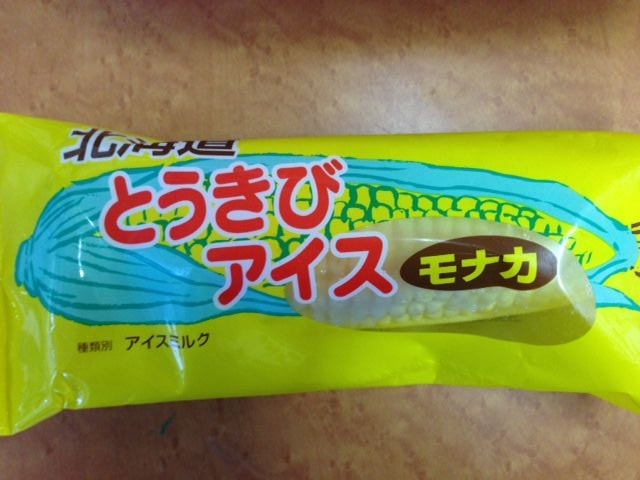 北海道
とうきび
アイス
モナカ
種類別 アイスミルク